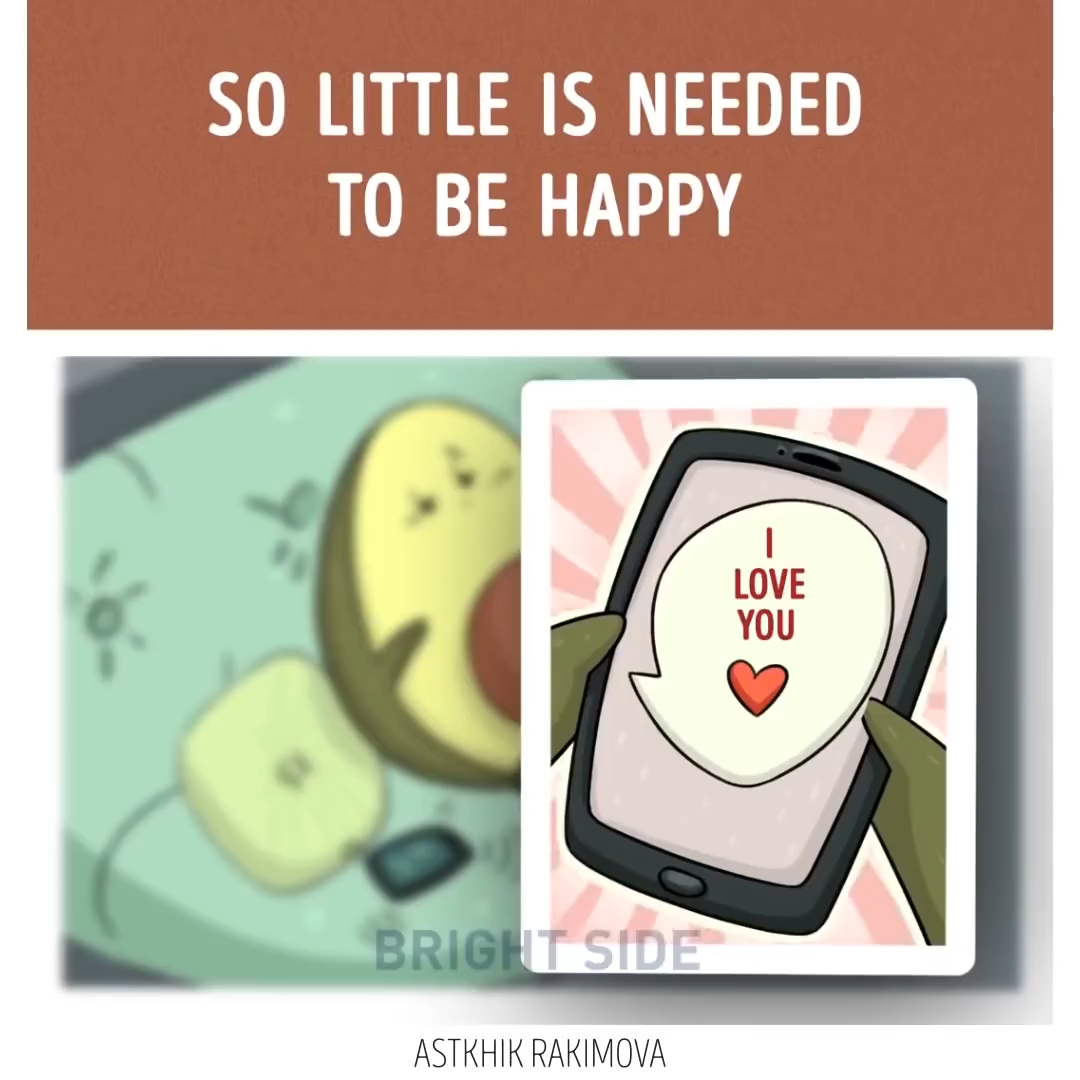 SO LITTLE IS NEEDED
TO BE HAPPY
I
LOVE
YOU
BRIGHT SIDE
ASTKHIK RAKIMOVA